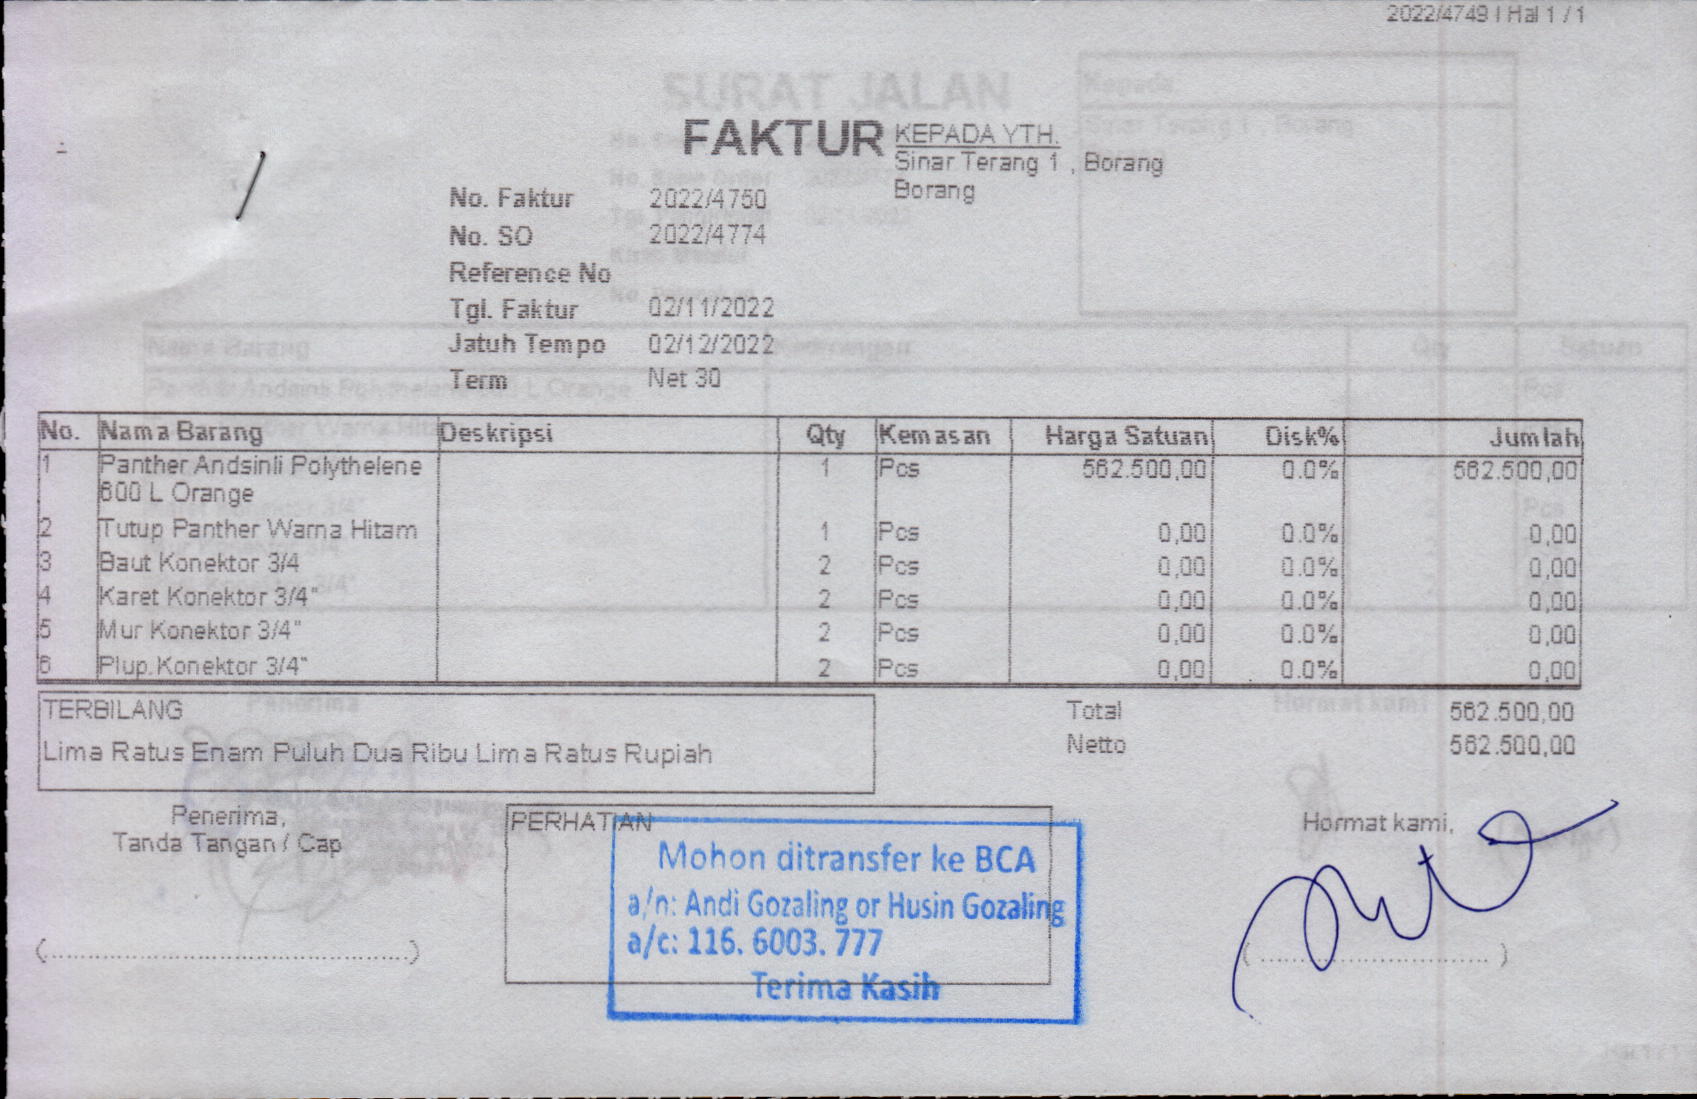 2022/4749 | Hal 1 / 1
SURAT JALAN
FAKTUR
KEPADA YTH.
Sinar Terang 1 , Borang
Borang
No. Faktur 2022/4750
No. SO 2022/4774
Reference No
Tgl. Faktur 02/11/2022
Jatuh Tempo 02/12/2022
Term Net 30
No. Nama Barang Deskripsi Qty Kemasan Harga Satuan Disk% Jumlah
1 Panther Andsinli Polythelene 1 Pcs 562.500,00 0.0% 562.500,00
600 L Orange
2 Tutup Panther Warna Hitam 1 Pcs 0,00 0.0% 0,00
3 Baut Konektor 3/4 2 Pcs 0,00 0.0% 0,00
4 Karet Konektor 3/4" 2 Pcs 0,00 0.0% 0,00
5 Mur Konektor 3/4" 2 Pcs 0,00 0.0% 0,00
6 Plup.Konektor 3/4" 2 Pcs 0,00 0.0% 0,00
TERBILANG
Lima Ratus Enam Puluh Dua Ribu Lima Ratus Rupiah
Total 562.500,00
Netto 562.500,00
Penerima,
Tanda Tangan / Cap
(............................................)
PERHATIAN
Mohon ditransfer ke BCA
a/n: Andi Gozaling or Husin Gozaling
a/c: 116. 6003. 777
Terima Kasih
Hormat kami,
(............................)